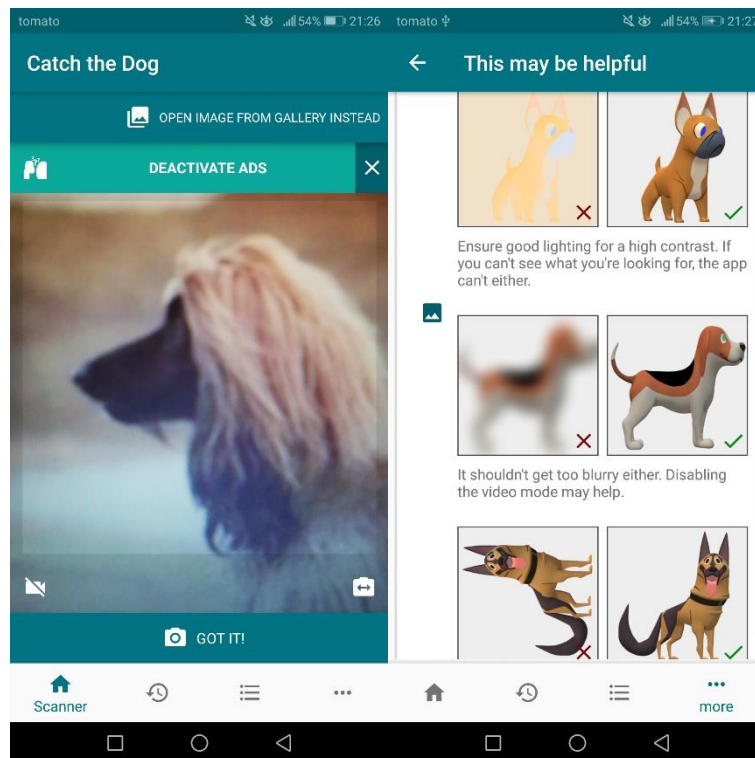 tomato
54%
21:26
Catch the Dog
OPEN IMAGE FROM GALLERY INSTEAD
DEACTIVATE ADS
GOT IT!
Scanner
tomato
54%
21:27
This may be helpful
Ensure good lighting for a high contrast. If
you can't see what you're looking for, the app
can't either.
It shouldn't get too blurry either. Disabling
the video mode may help.
more